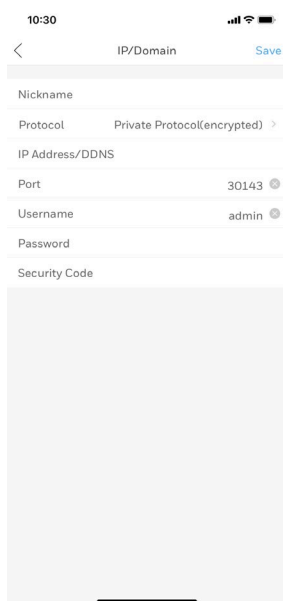 10:30
IP/Domain Save
Nickname
Protocol Private Protocol(encrypted)
IP Address/DDNS
Port 30143
Username admin
Password
Security Code